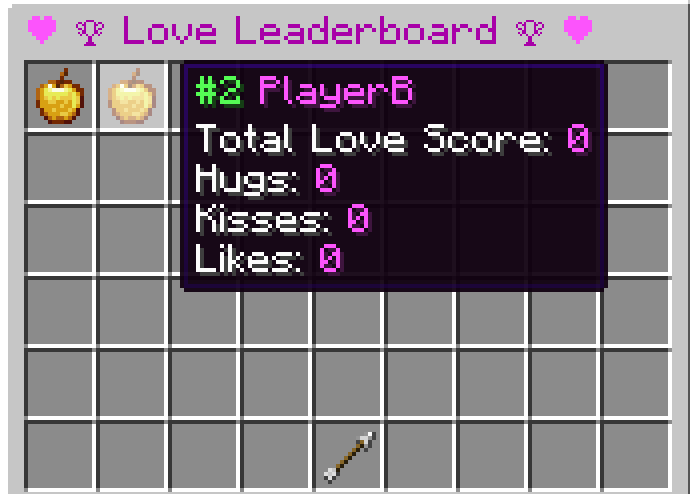 ♥ 🏆 Love Leaderboard 🏆 ♥
#2 PlayerB
Total Love Score: 0
Hugs: 0
Kisses: 0
Likes: 0